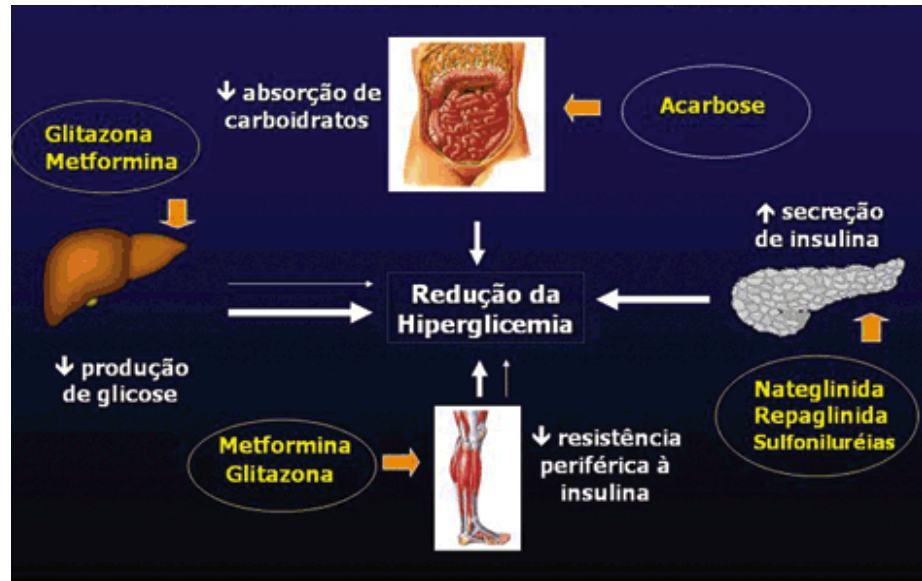 ↓ absorção de
carboidratos
Acarbose
Glitazona
Metformina
↑ secreção
de insulina
Redução da
Hiperglicemia
↓ produção
de glicose
Nateglinida
Repaglinida
Sulfoniluréias
Metformina
Glitazona
↓ resistência
periférica à
insulina